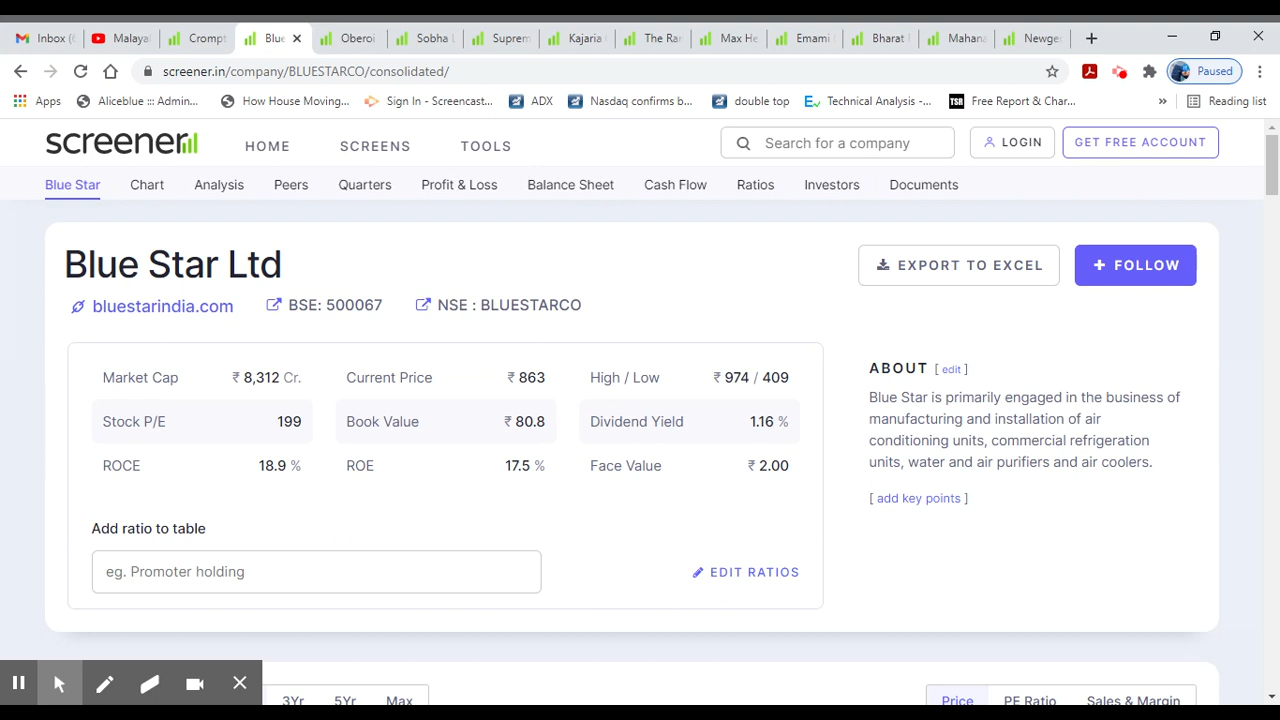 Inbox (6 Malayal Crompt Blue Oberoi Sobha L Suprem Kajaria The Ram Max He Emami Bharat Mahana Newge
screener.in/company/BLUESTARCO/consolidated/ Paused
Apps Aliceblue ::: Admin... How House Moving... Sign In - Screencast... ADX Nasdaq confirms b... double top Technical Analysis -... TSR Free Report & Char... » Reading list
screener HOME SCREENS TOOLS Search for a company LOGIN GET FREE ACCOUNT
Blue Star Chart Analysis Peers Quarters Profit & Loss Balance Sheet Cash Flow Ratios Investors Documents
Blue Star Ltd EXPORT TO EXCEL + FOLLOW
bluestarindia.com BSE: 500067 NSE : BLUESTARCO
Market Cap ₹ 8,312 Cr. Current Price ₹ 863 High / Low ₹ 974 / 409
Stock P/E 199 Book Value ₹ 80.8 Dividend Yield 1.16 %
ROCE 18.9 % ROE 17.5 % Face Value ₹ 2.00
Add ratio to table
eg. Promoter holding EDIT RATIOS
ABOUT [ edit ]
Blue Star is primarily engaged in the business of
manufacturing and installation of air
conditioning units, commercial refrigeration
units, water and air purifiers and air coolers.
[ add key points ]
3Yr 5Yr Max Price PE Ratio Sales & Margin